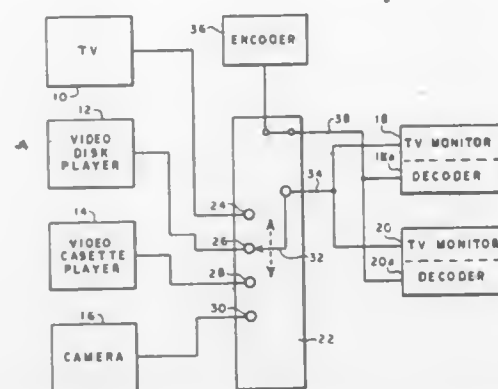 36
ENCODER
TV
10
12
VIDEO
DISK
PLAYER
14
VIDEO
CASETTE
PLAYER
16
CAMERA
24
26
28
30
A
32
22
38
34
18
TV MONITOR
18a
DECODER
20
TV MONITOR
20a
DECODER